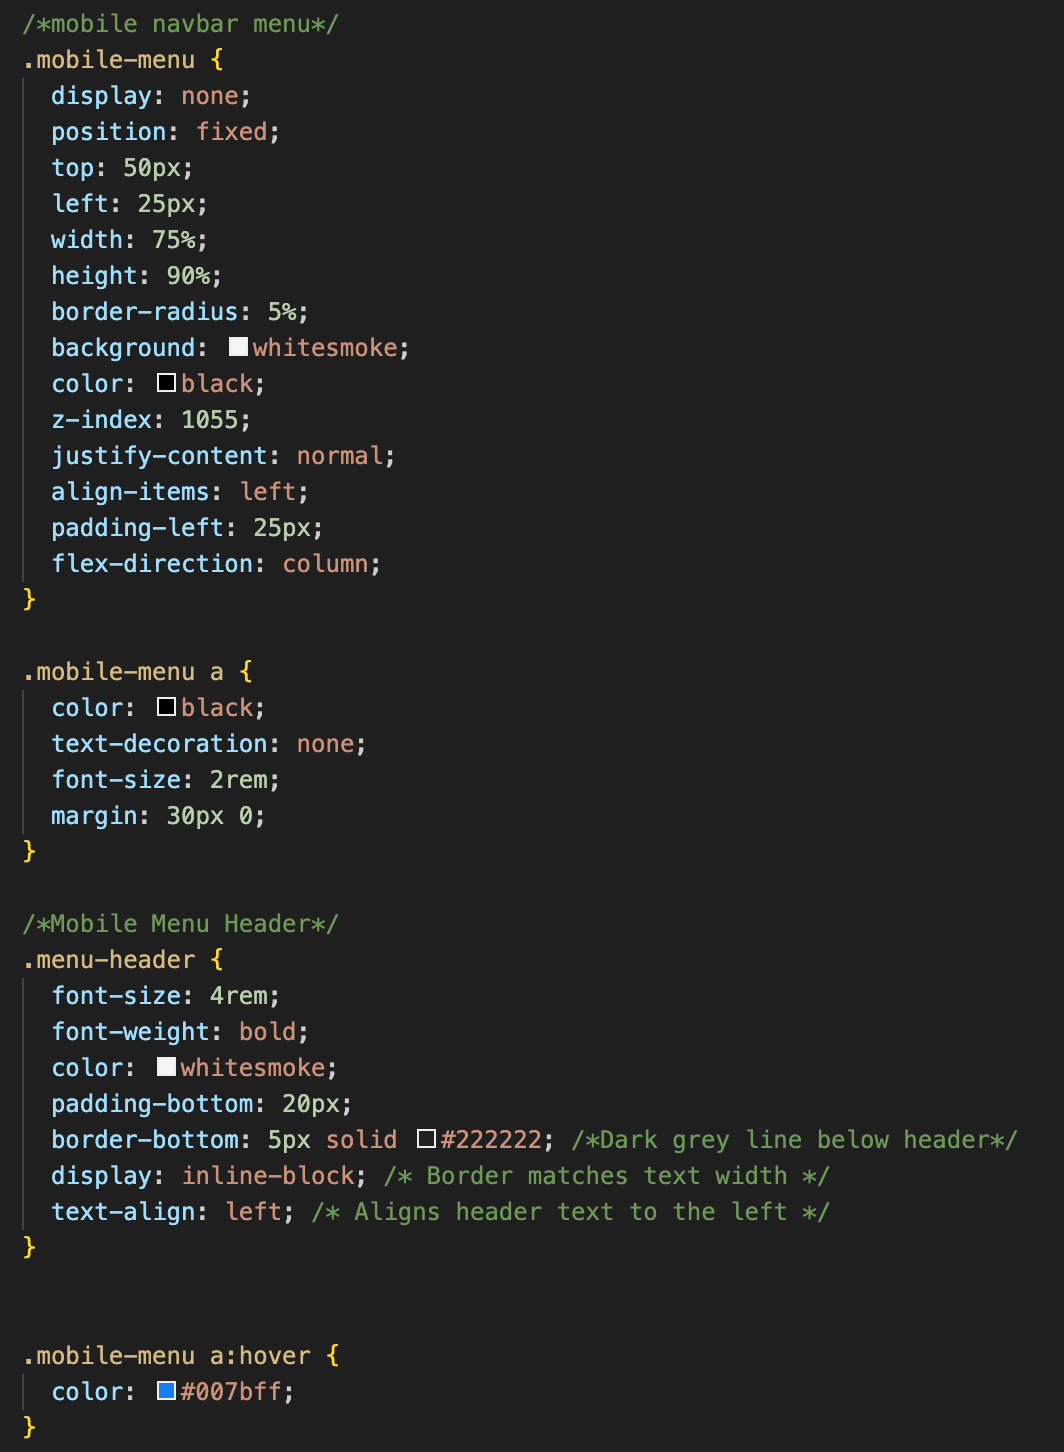 /*mobile navbar menu*/
.mobile-menu {
  display: none;
  position: fixed;
  top: 50px;
  left: 25px;
  width: 75%;
  height: 90%;
  border-radius: 5%;
  background: whitesmoke;
  color: black;
  z-index: 1055;
  justify-content: normal;
  align-items: left;
  padding-left: 25px;
  flex-direction: column;
}

.mobile-menu a {
  color: black;
  text-decoration: none;
  font-size: 2rem;
  margin: 30px 0;
}

/*Mobile Menu Header*/
.menu-header {
  font-size: 4rem;
  font-weight: bold;
  color: whitesmoke;
  padding-bottom: 20px;
  border-bottom: 5px solid #222222; /*Dark grey line below header*/
  display: inline-block; /* Border matches text width */
  text-align: left; /* Aligns header text to the left */
}

.mobile-menu a:hover {
  color: #007bff;
}